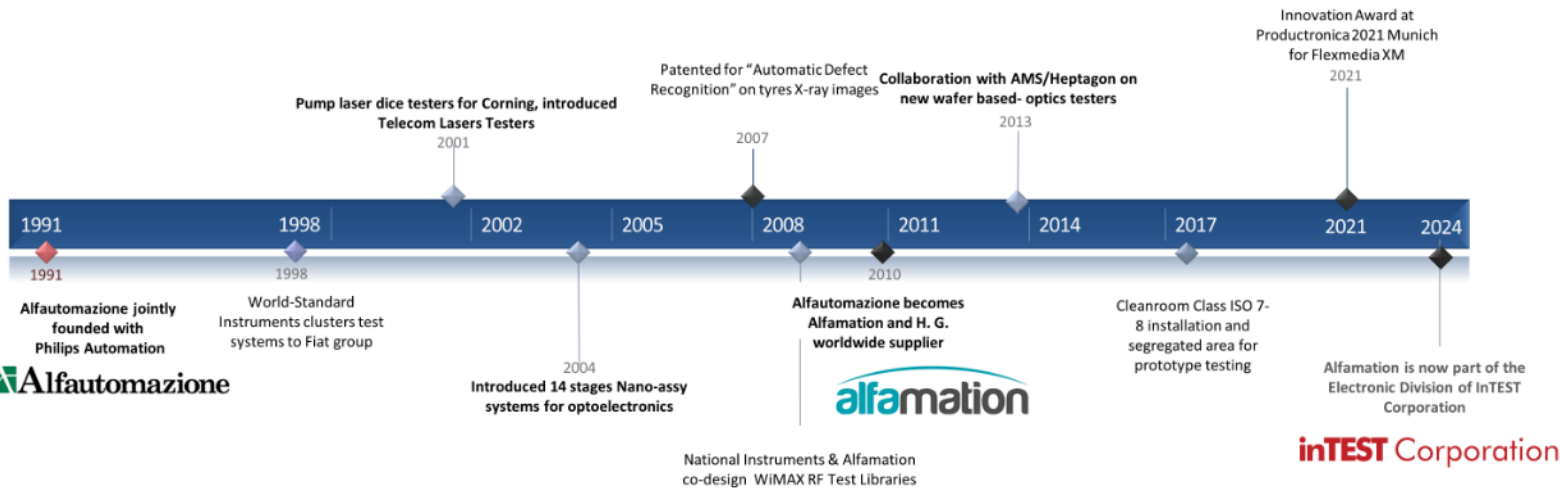 Innovation Award at
Productronica 2021 Munich
for Flexmedia XM
2021
Patented for “Automatic Defect
Recognition” on tyres X-ray images
2007
Collaboration with AMS/Heptagon on
new wafer based- optics testers
2013
Pump laser dice testers for Corning, introduced
Telecom Lasers Testers
2001
1991 1998 2002 2005 2008 2011 2014 2017 2021 2024
1991
Alfautomazione jointly
founded with
Philips Automation
Alfautomazione
1998
World-Standard
Instruments clusters test
systems to Fiat group
2004
Introduced 14 stages Nano-assy
systems for optoelectronics
National Instruments & Alfamation
co-design WiMAX RF Test Libraries
2010
Alfautomazione becomes
Alfamation and H. G.
worldwide supplier
alfamation
Cleanroom Class ISO 7-
8 installation and
segregated area for
prototype testing
Alfamation is now part of the
Electronic Division of InTEST
Corporation
inTEST Corporation